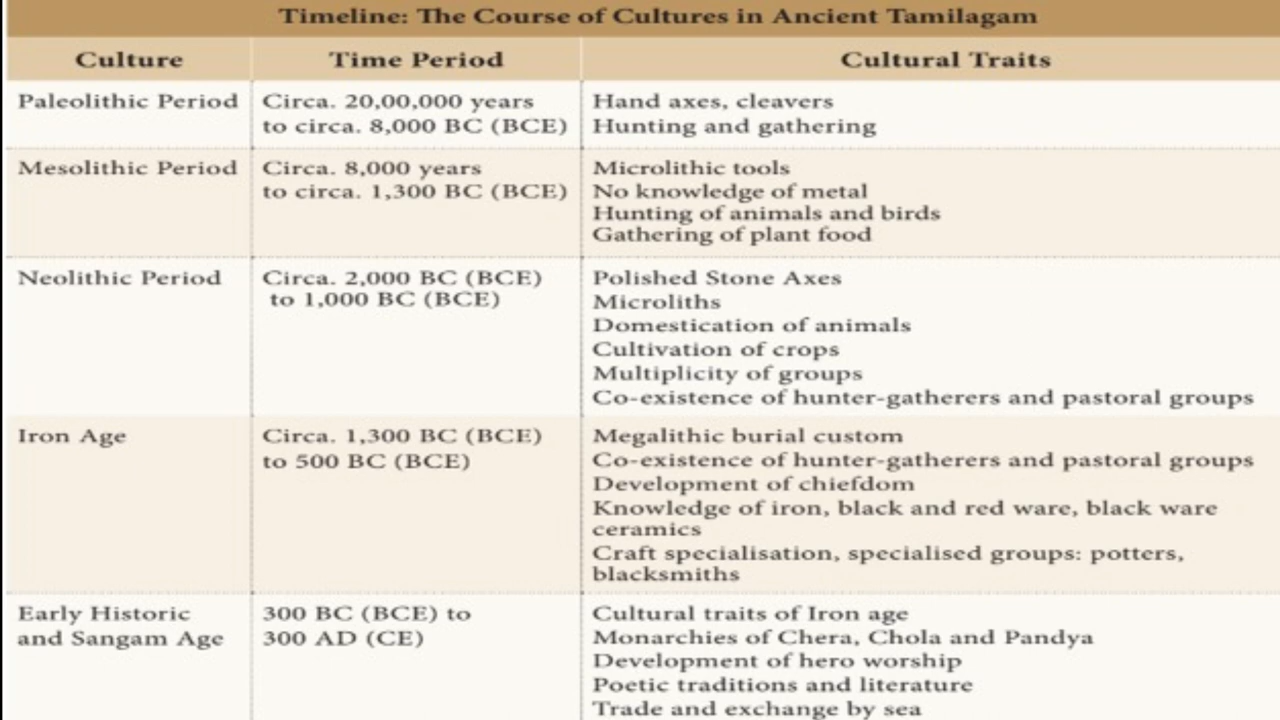 Timeline: The Course of Cultures in Ancient Tamilagam
Culture
Time Period
Cultural Traits
Paleolithic Period
Circa. 20,00,000 years
to circa. 8,000 BC (BCE)
Hand axes, cleavers
Hunting and gathering
Mesolithic Period
Circa. 8,000 years
to circa. 1,300 BC (BCE)
Microlithic tools
No knowledge of metal
Hunting of animals and birds
Gathering of plant food
Neolithic Period
Circa. 2,000 BC (BCE)
to 1,000 BC (BCE)
Polished Stone Axes
Microliths
Domestication of animals
Cultivation of crops
Multiplicity of groups
Co-existence of hunter-gatherers and pastoral groups
Iron Age
Circa. 1,300 BC (BCE)
to 500 BC (BCE)
Megalithic burial custom
Co-existence of hunter-gatherers and pastoral groups
Development of chiefdom
Knowledge of iron, black and red ware, black ware
ceramics
Craft specialisation, specialised groups: potters,
blacksmiths
Early Historic
and Sangam Age
300 BC (BCE) to
300 AD (CE)
Cultural traits of Iron age
Monarchies of Chera, Chola and Pandya
Development of hero worship
Poetic traditions and literature
Trade and exchange by sea